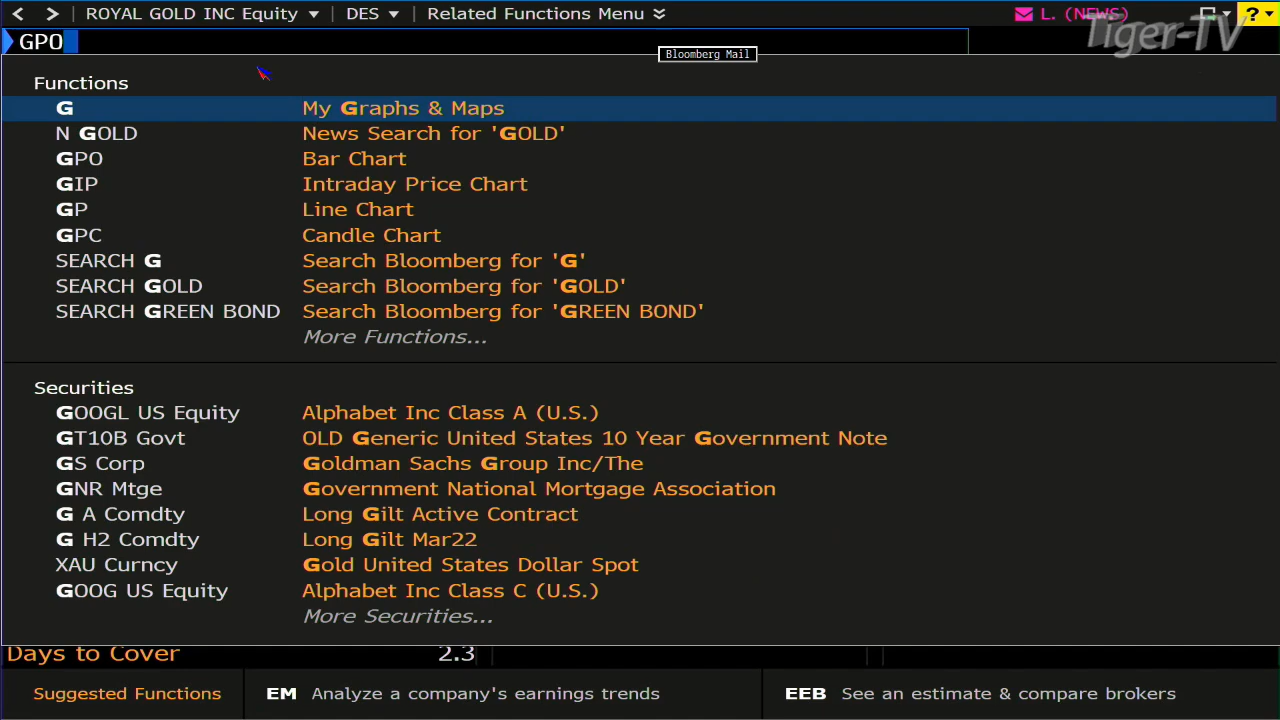 < > ROYAL GOLD INC Equity DES Related Functions Menu L. (NEWS) ?
Tiger-TV
GPO
Bloomberg Mail
Functions
G My Graphs & Maps
N GOLD News Search for 'GOLD'
GPO Bar Chart
GIP Intraday Price Chart
GP Line Chart
GPC Candle Chart
SEARCH G Search Bloomberg for 'G'
SEARCH GOLD Search Bloomberg for 'GOLD'
SEARCH GREEN BOND Search Bloomberg for 'GREEN BOND'
More Functions...
Securities
GOOGL US Equity Alphabet Inc Class A (U.S.)
GT10B Govt OLD Generic United States 10 Year Government Note
GS Corp Goldman Sachs Group Inc/The
GNR Mtge Government National Mortgage Association
G A Comdty Long Gilt Active Contract
G H2 Comdty Long Gilt Mar22
XAU Curncy Gold United States Dollar Spot
GOOG US Equity Alphabet Inc Class C (U.S.)
More Securities...
Days to Cover 2.3
Suggested Functions EM Analyze a company's earnings trends EEB See an estimate & compare brokers